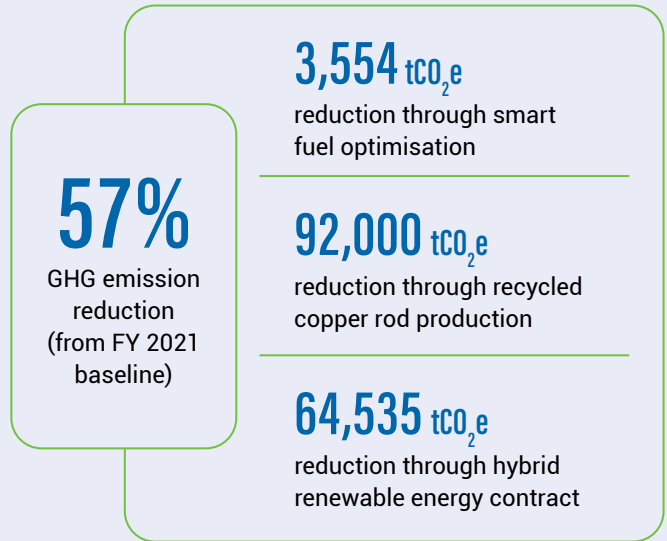 57%
GHG emission
reduction
(from FY 2021
baseline)
3,554 tCO₂e
reduction through smart
fuel optimisation
92,000 tCO₂e
reduction through recycled
copper rod production
64,535 tCO₂e
reduction through hybrid
renewable energy contract